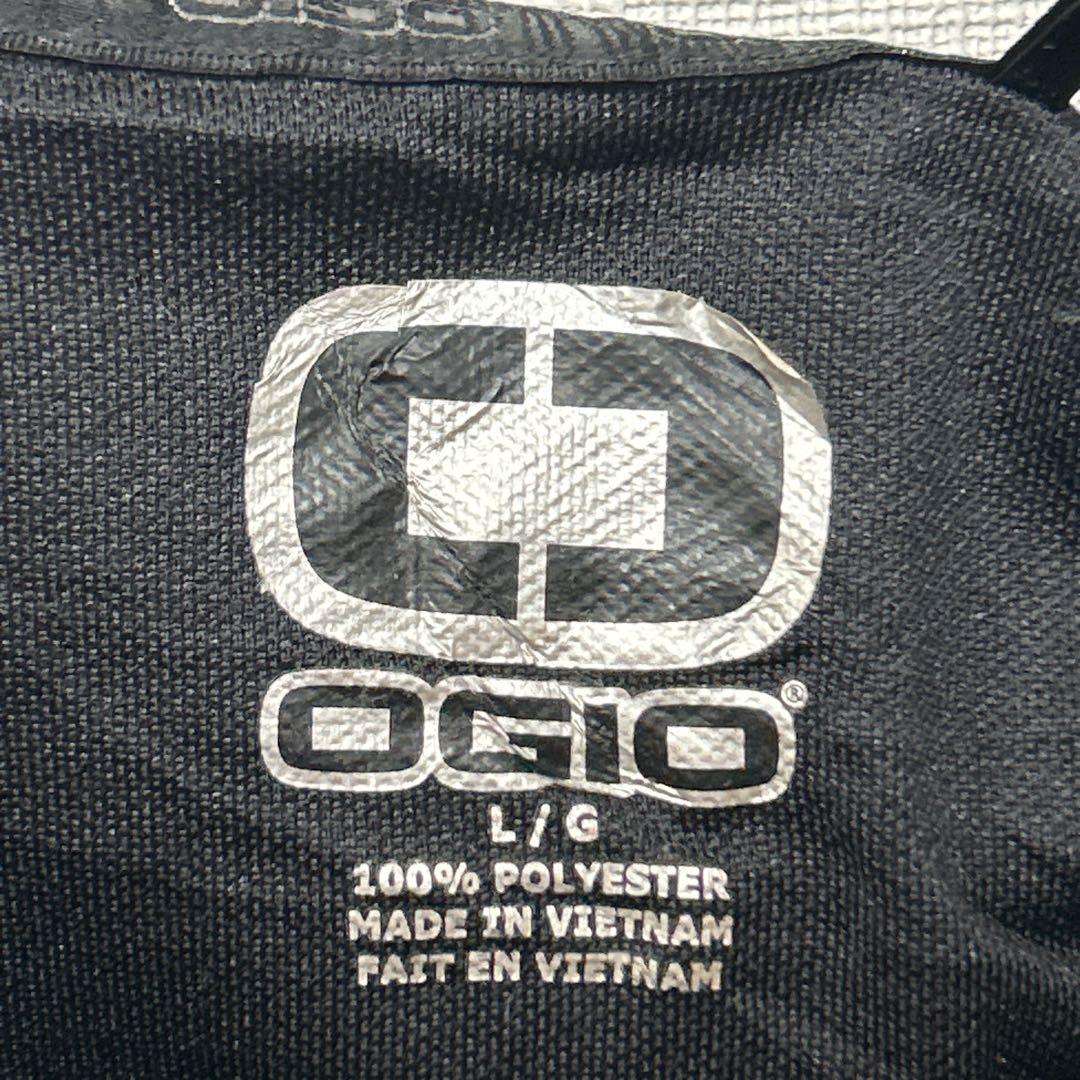 OGIO®
L / G
100% POLYESTER
MADE IN VIETNAM
FAIT EN VIETNAM